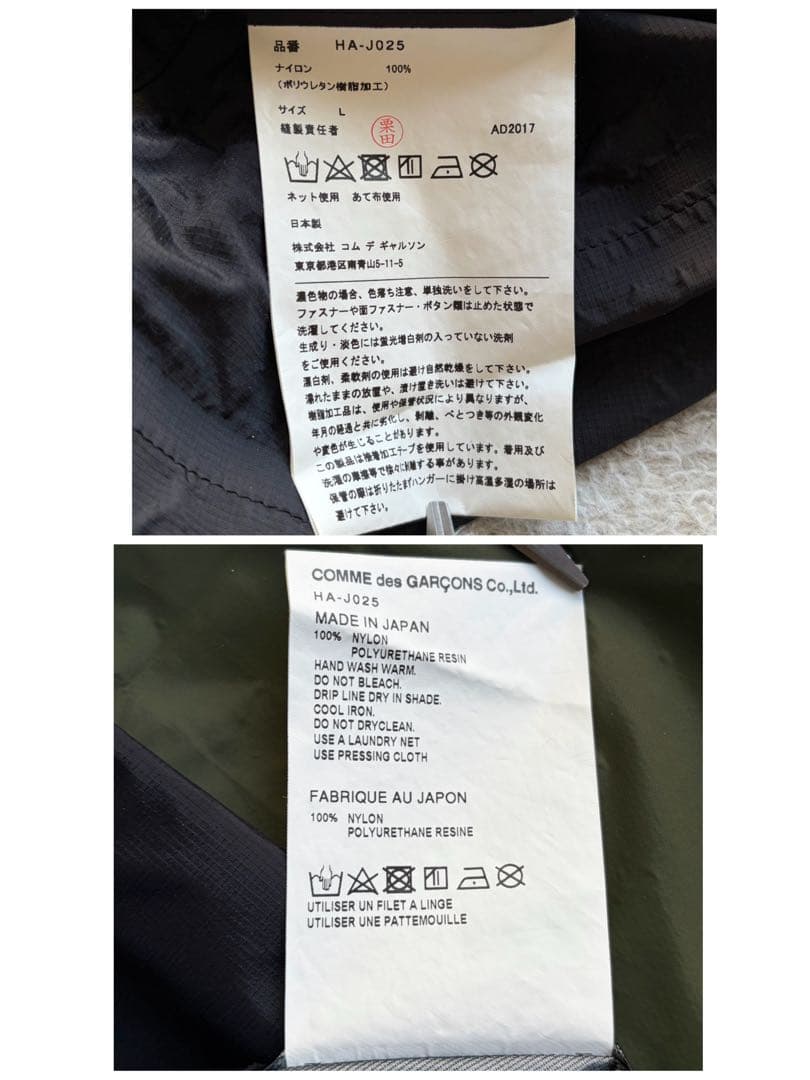 品番 HA-J025
ナイロン 100%
(ポリウレタン樹脂加工)
サイズ L
縫製責任者 栗田 AD2017
ネット使用 あて布使用
日本製
株式会社 コム デ ギャルソン
東京都港区南青山5-11-5
濃色物の場合、色落ち注意、単独洗いをして下さい。
ファスナーや面ファスナー・ボタン類は止めた状態で
洗濯してください。
生成り・淡色には蛍光増白剤の入っていない洗剤
をご使用ください。
漂白剤、柔軟剤の使用は避け自然乾燥をして下さい。
濡れたままの放置や、漬け置き洗いは避けて下さい。
樹脂加工品は、使用や保管状況により異なりますが、
年月の経過と共に劣化し、剥離、べとつき等の外観変化
や変色が生じることがあります。
この製品は接着加工テープを使用しています。着用及び
洗濯の摩擦等で徐々に剥離する事があります。
保管の際は折りたたまずハンガーに掛け高温多湿の場所は
避けて下さい。
COMME des GARÇONS Co.,Ltd.
HA-J025
MADE IN JAPAN
100% NYLON
POLYURETHANE RESIN
HAND WASH WARM.
DO NOT BLEACH.
DRIP LINE DRY IN SHADE.
COOL IRON.
DO NOT DRYCLEAN.
USE A LAUNDRY NET
USE PRESSING CLOTH
FABRIQUE AU JAPON
100% NYLON
POLYURETHANE RESINE
UTILISER UN FILET A LINGE
UTILISER UNE PATTEMOUILLE